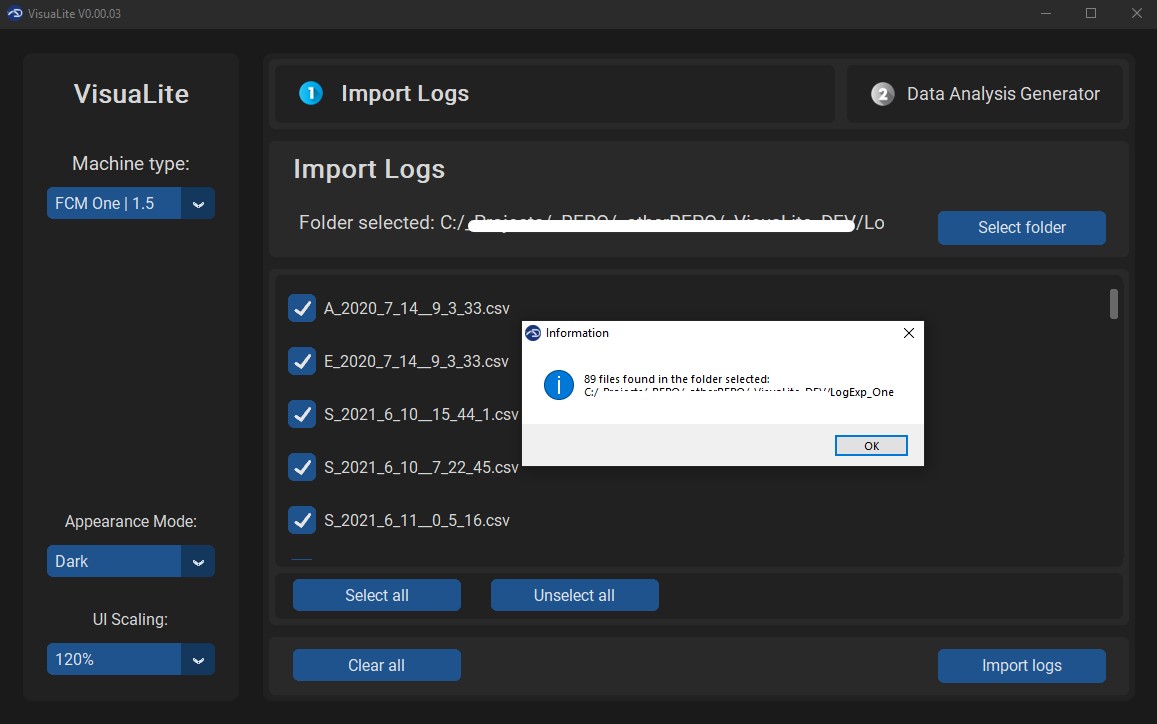 VisuaLite V0.00.03
VisuaLite
Machine type:
FCM One | 1.5
Appearance Mode:
Dark
UI Scaling:
120%
1 Import Logs
2 Data Analysis Generator
Import Logs
Folder selected: C:/ /Lo
Select folder
A_2020_7_14__9_3_33.csv
E_2020_7_14__9_3_33.csv
S_2021_6_10__15_44_1.csv
S_2021_6_10__7_22_45.csv
S_2021_6_11__0_5_16.csv
Information
89 files found in the folder selected:
C:/ /LogExp_One
OK
Select all
Unselect all
Clear all
Import logs